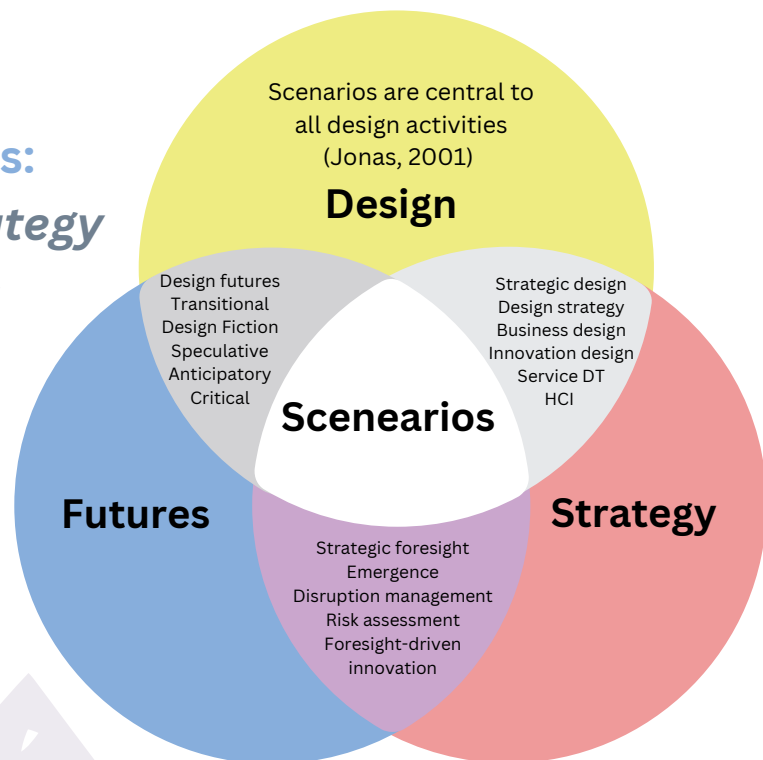 s:
tegy
Scenarios are central to
all design activities
(Jonas, 2001)
Design
Design futures
Transitional
Design Fiction
Speculative
Anticipatory
Critical
Strategic design
Design strategy
Business design
Innovation design
Service DT
HCI
Scenearios
Futures
Strategy
Strategic foresight
Emergence
Disruption management
Risk assessment
Foresight-driven
innovation